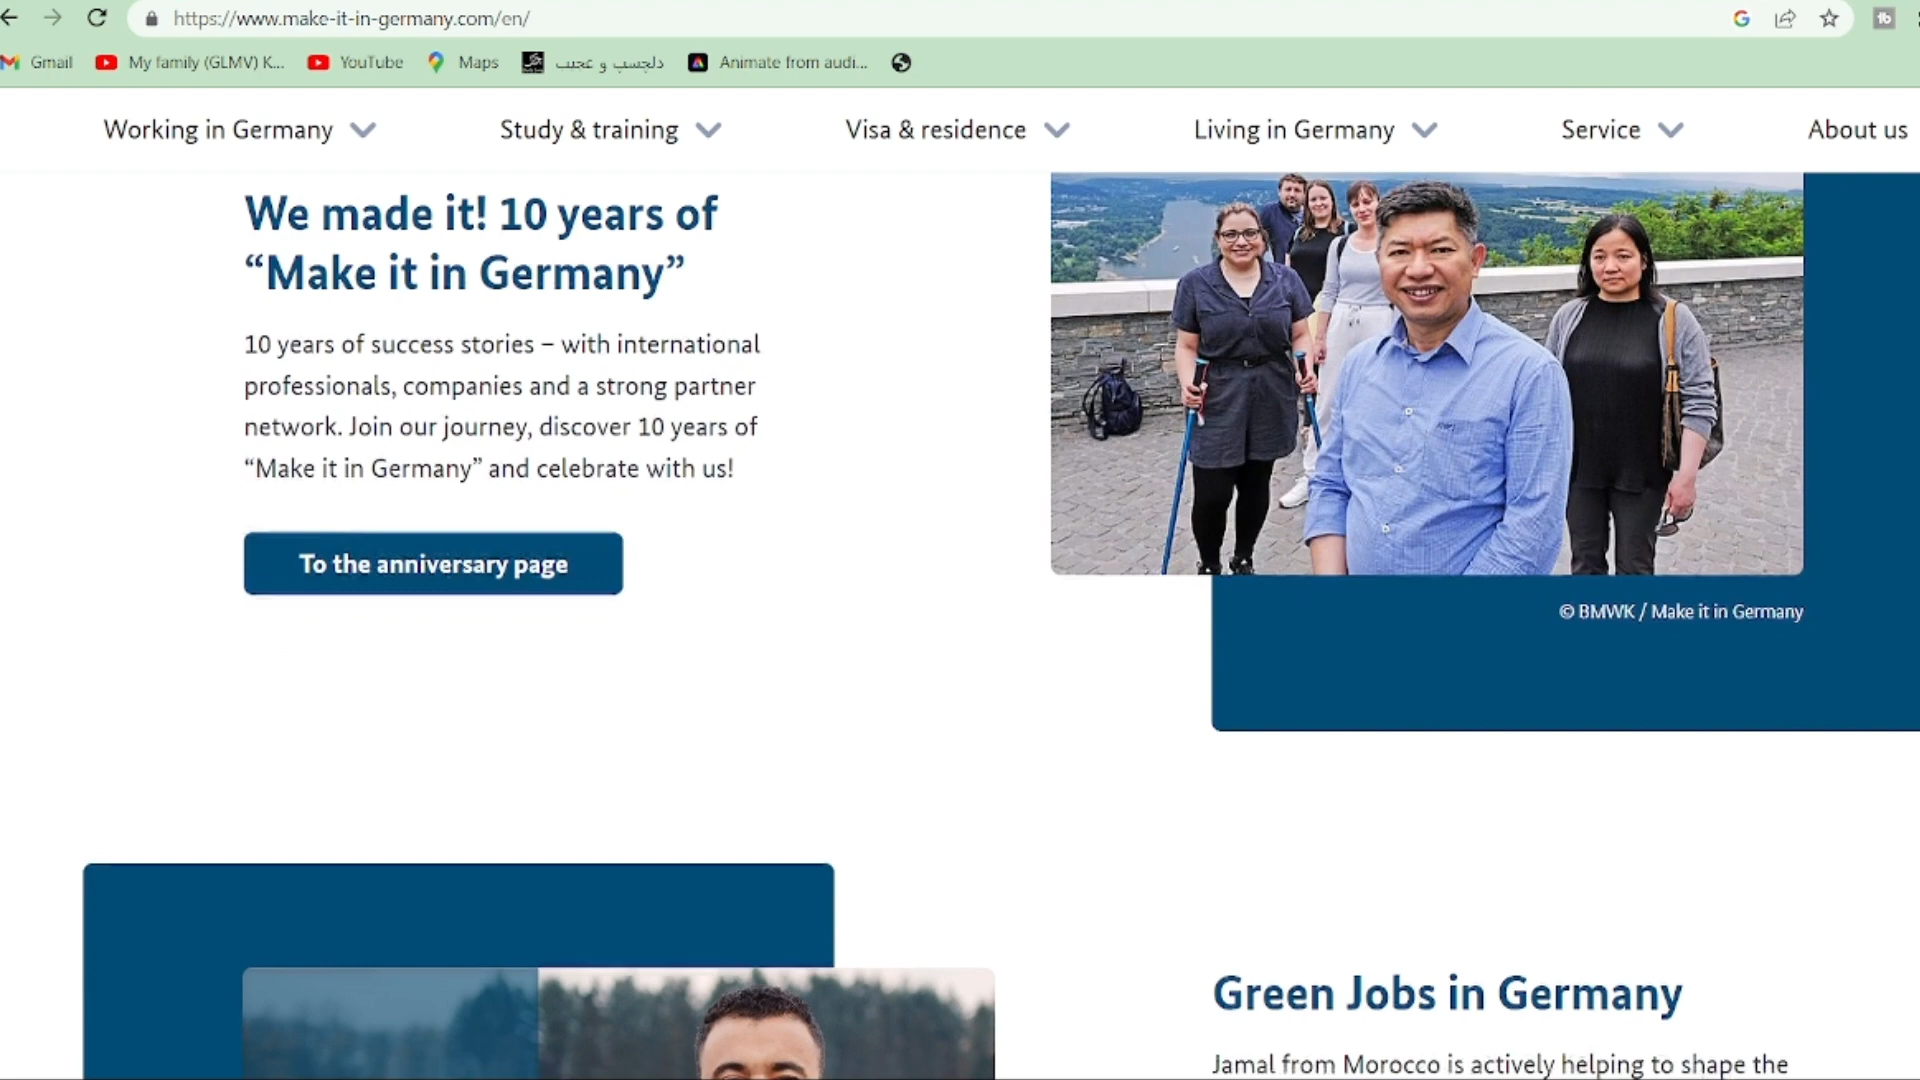 https://www.make-it-in-germany.com/en/
Gmail
My family (GLMV) K...
YouTube
Maps
دلچسپ و عجیب
Animate from audi...
Working in Germany
Study & training
Visa & residence
Living in Germany
Service
About us
We made it! 10 years of
“Make it in Germany”
10 years of success stories – with international
professionals, companies and a strong partner
network. Join our journey, discover 10 years of
“Make it in Germany” and celebrate with us!
To the anniversary page
© BMWK / Make it in Germany
Green Jobs in Germany
Jamal from Morocco is actively helping to shape the